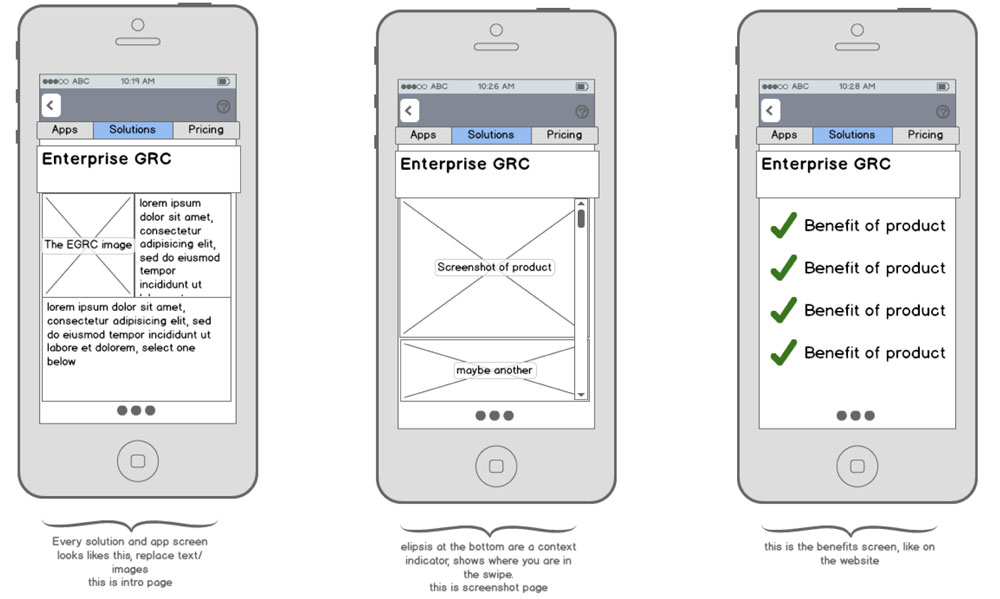 ABC 10:19 AM
Apps Solutions Pricing
Enterprise GRC
The EGRC image
lorem ipsum
dolor sit amet,
consectetur
adipisicing elit,
sed do eiusmod
tempor
incididunt ut
lorem ipsum dolor sit amet,
consectetur adipisicing elit, sed
do eiusmod tempor incididunt ut
labore et dolorem, select one
below
Every solution and app screen
looks likes this, replace text/
images
this is intro page
ABC 10:26 AM
Apps Solutions Pricing
Enterprise GRC
Screenshot of product
maybe another
elipsis at the bottom are a context
indicator, shows where you are in
the swipe.
this is screenshot page
ABC 10:28 AM
Apps Solutions Pricing
Enterprise GRC
Benefit of product
Benefit of product
Benefit of product
Benefit of product
this is the benefits screen, like on
the website